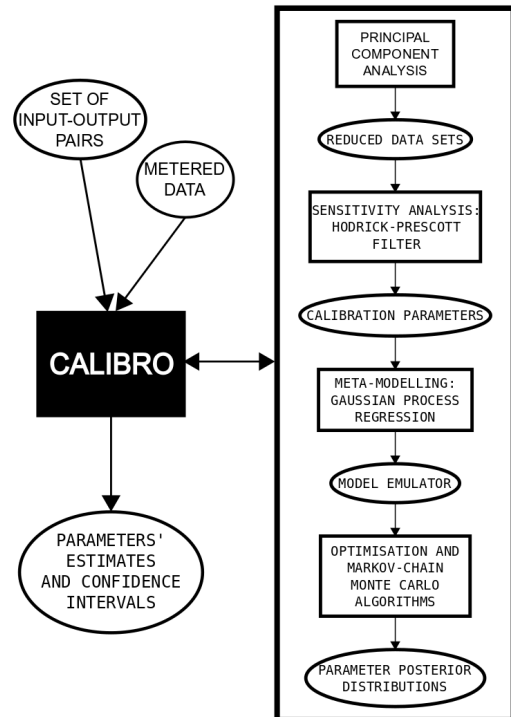 SET OF
INPUT-OUTPUT
PAIRS
METERED
DATA
CALIBRO
PARAMETERS'
ESTIMATES
AND CONFIDENCE
INTERVALS
PRINCIPAL
COMPONENT
ANALYSIS
REDUCED DATA SETS
SENSITIVITY ANALYSIS:
HODRICK-PRESCOTT
FILTER
CALIBRATION PARAMETERS
META-MODELLING:
GAUSSIAN PROCESS
REGRESSION
MODEL EMULATOR
OPTIMISATION AND
MARKOV-CHAIN
MONTE CARLO
ALGORITHMS
PARAMETER POSTERIOR
DISTRIBUTIONS